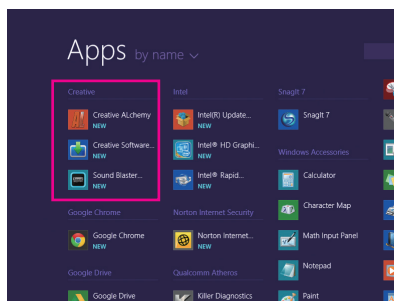 Apps by name
Creative
Creative ALchemy
NEW
Creative Software...
NEW
Sound Blaster...
NEW
Google Chrome
Google Chrome
NEW
Google Drive
Google Drive
Intel
Intel(R) Update...
NEW
Intel® HD Graphi...
NEW
Intel® Rapid...
NEW
Norton Internet Security
Norton Internet...
NEW
Qualcomm Atheros
Killer Diagnostics
SnagIt 7
SnagIt 7
Windows Accessories
Calculator
Character Map
Math Input Panel
Notepad
Paint